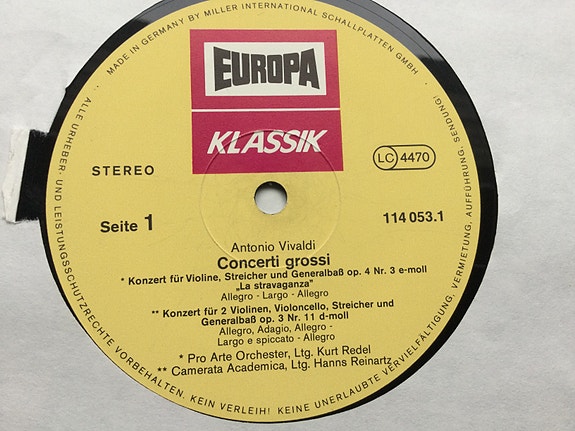 MADE IN GERMANY BY MILLER INTERNATIONAL SCHALLPLATTEN GMBH ·
ALLE URHEBER- UND LEISTUNGSSCHUTZRECHTE VORBEHALTEN. KEIN VERLEIH! KEINE UNERLAUBTE VERVIELFÄLTIGUNG, VERMIETUNG, AUFFÜHRUNG, SENDUNG!
EUROPA
KLASSIK
STEREO
LC 4470
Seite 1
114 053.1
Antonio Vivaldi
Concerti grossi
* Konzert für Violine, Streicher und Generalbaß op. 4 Nr. 3 e-moll
„La stravaganza"
Allegro - Largo - Allegro
** Konzert für 2 Violinen, Violoncello, Streicher und
Generalbaß op. 3 Nr. 11 d-moll
Allegro, Adagio, Allegro -
Largo e spiccato - Allegro
* Pro Arte Orchester, Ltg. Kurt Redel
** Camerata Academica, Ltg. Hanns Reinartz